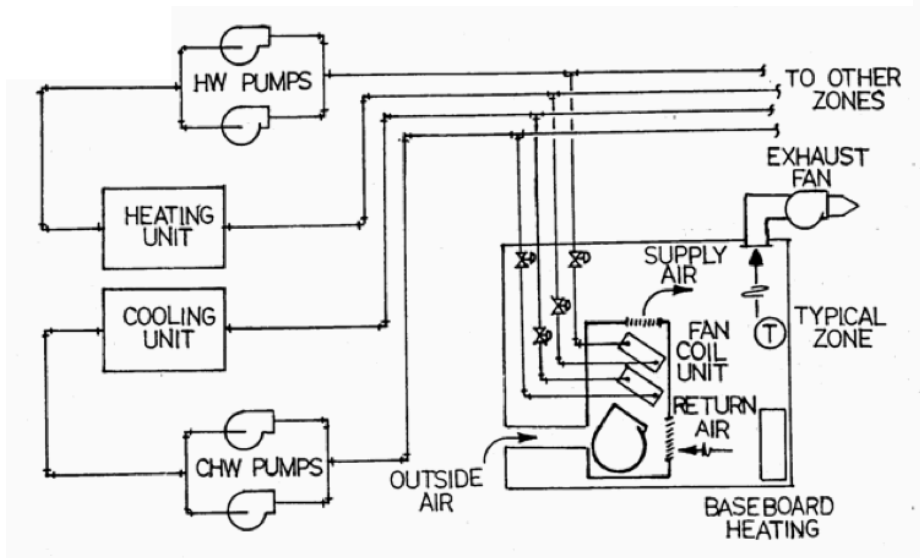 HW PUMPS
TO OTHER
ZONES
EXHAUST
FAN
HEATING
UNIT
SUPPLY
AIR
COOLING
UNIT
T
TYPICAL
ZONE
FAN
COIL
UNIT
RETURN
AIR
CHW PUMPS
OUTSIDE
AIR
BASEBOARD
HEATING